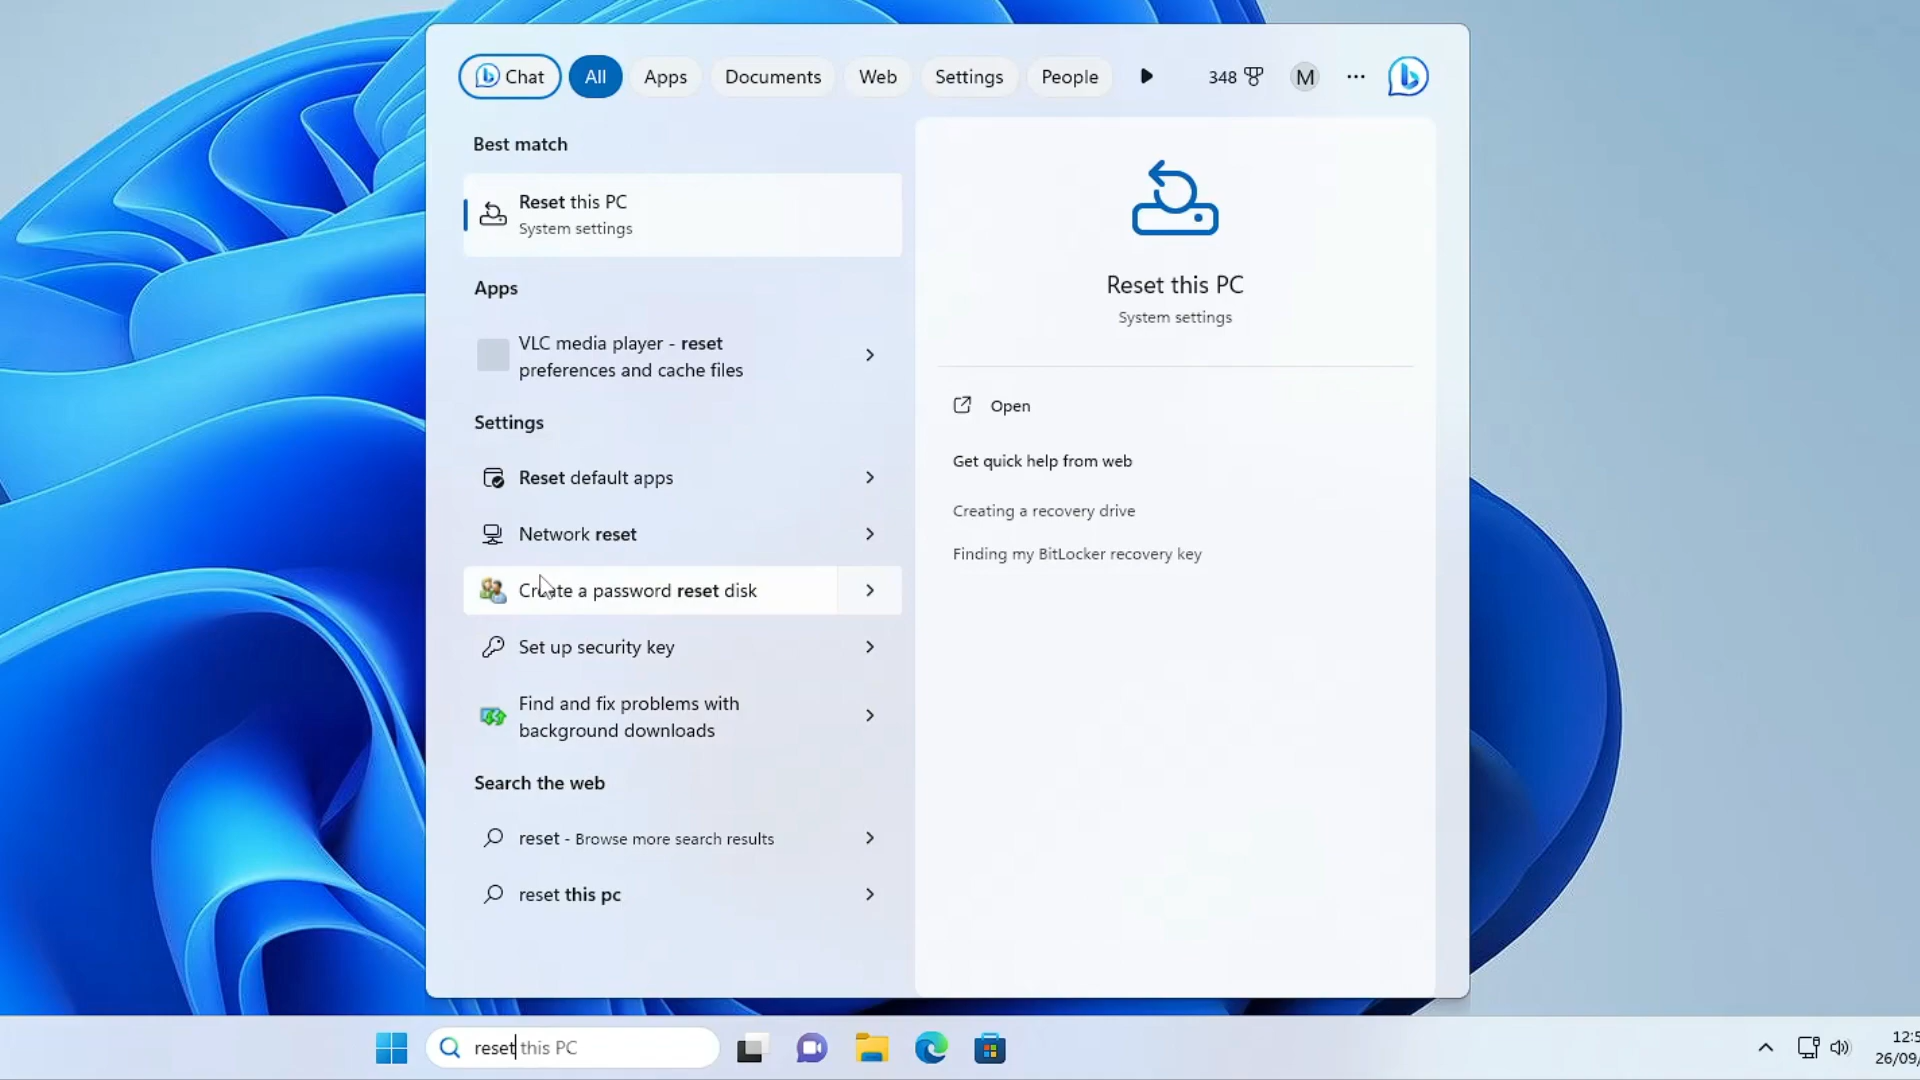 Chat
All
Apps
Documents
Web
Settings
People
348
M
Best match
Reset this PC
System settings
Apps
VLC media player - reset
preferences and cache files
Settings
Reset default apps
Network reset
Create a password reset disk
Set up security key
Find and fix problems with
background downloads
Search the web
reset - Browse more search results
reset this pc
Reset this PC
System settings
Open
Get quick help from web
Creating a recovery drive
Finding my BitLocker recovery key
reset this PC
12:5
26/09/